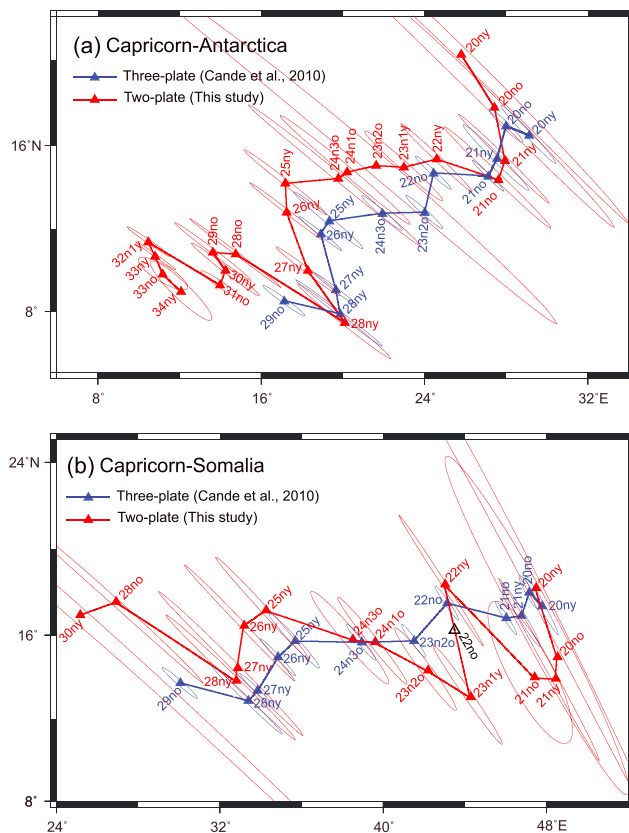 (a) Capricorn-Antarctica
Three-plate (Cande et al., 2010)
Two-plate (This study)
20ny
20no
20no
20ny
21ny
21ny
21no
21no
22ny
22no
23n1y
23n2o
24n1o
24n3o
25ny
26ny
25ny
26ny
24n3o
23n2o
27ny
27ny
28ny
28ny
29no
29no
28no
30ny
31no
32n1y
33ny
33no
34ny
16°N
8°
8°
16°
24°
32°E
(b) Capricorn-Somalia
Three-plate (Cande et al., 2010)
Two-plate (This study)
24°N
16°
8°
28no
30ny
25ny
26ny
27ny
28ny
29no
25ny
26ny
27ny
28ny
24n3o
24n1o
24n3o
23n2o
23n2o
23n1y
22ny
22no
22no
21no
21ny
20no
20ny
20ny
20no
21no
21ny
24
32°
40°
48°E